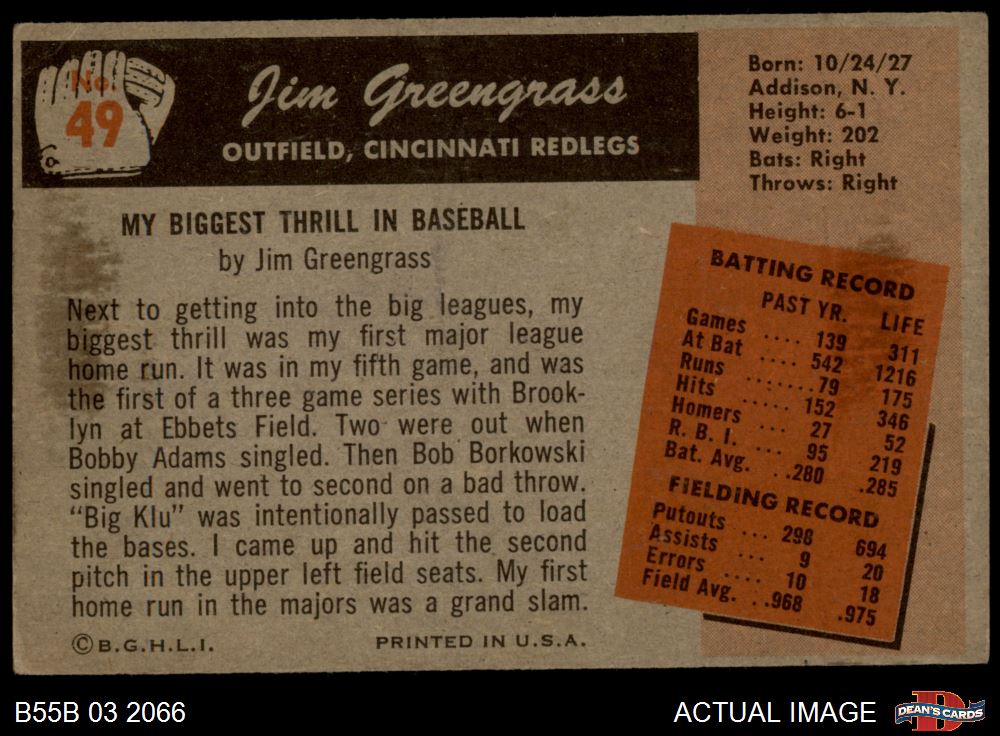 No.
49
Jim Greengrass
OUTFIELD, CINCINNATI REDLEGS
Born: 10/24/27
Addison, N. Y.
Height: 6-1
Weight: 202
Bats: Right
Throws: Right
MY BIGGEST THRILL IN BASEBALL
by Jim Greengrass
Next to getting into the big leagues, my
biggest thrill was my first major league
home run. It was in my fifth game, and was
the first of a three game series with Brook-
lyn at Ebbets Field. Two were out when
Bobby Adams singled. Then Bob Borkowski
singled and went to second on a bad throw.
"Big Klu" was intentionally passed to load
the bases. I came up and hit the second
pitch in the upper left field seats. My first
home run in the majors was a grand slam.
©B.G.H.L.I. PRINTED IN U.S.A.
BATTING RECORD
PAST YR. LIFE
Games .... 139 311
At Bat .... 542 1216
Runs .......79 175
Hits ..... 152 346
Homers 27 52
R. B. I. 95 219
Bat. Avg. ..280 .285
FIELDING RECORD
Putouts ... 298 694
Assists ... 9 20
Errors .... 10 18
Field Avg. ..968 .975
B55B 03 2066
ACTUAL IMAGE
DEAN'S CARDS